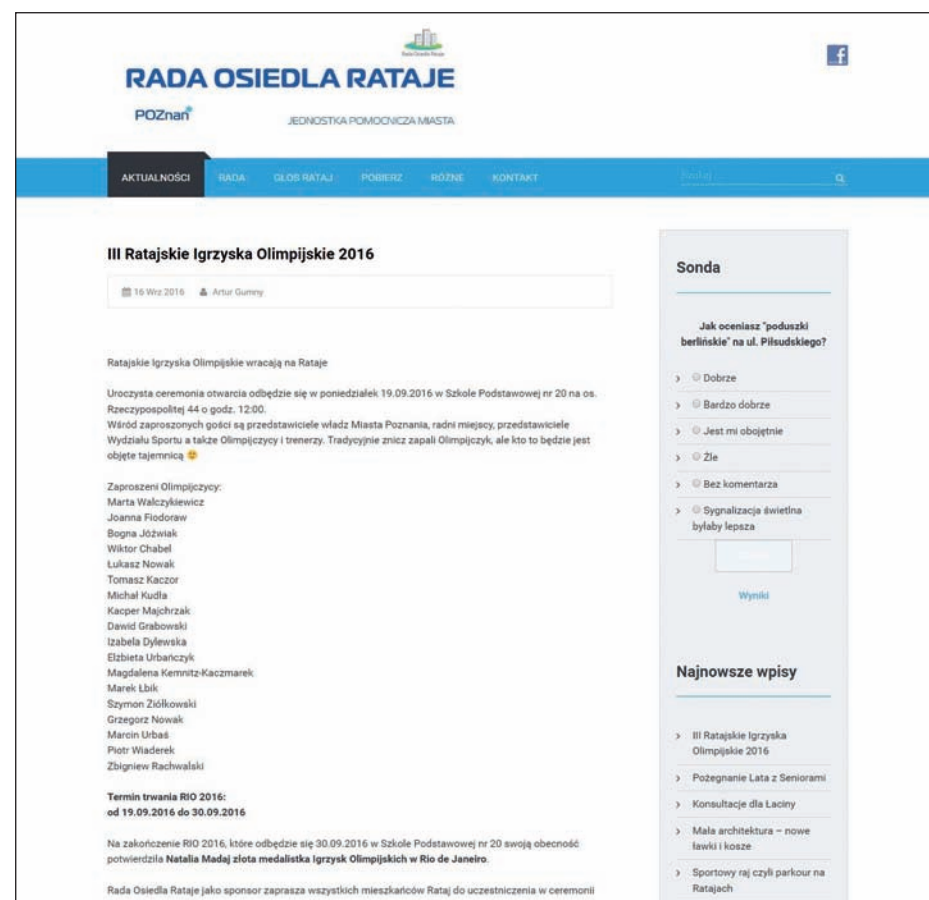 Rada Osiedla Rataje
RADA OSIEDLA RATAJE
POZnań*
JEDNOSTKA POMOCNICZA MIASTA
f
AKTUALNOŚCI RADA GŁOS RATAJ POBIERZ RÓŻNE KONTAKT Szukaj...
III Ratajskie Igrzyska Olimpijskie 2016
16 Wrz 2016 Artur Gumny
Ratajskie Igrzyska Olimpijskie wracają na Rataje
Uroczysta ceremonia otwarcia odbędzie się w poniedziałek 19.09.2016 w Szkole Podstawowej nr 20 na os.
Rzeczypospolitej 44 o godz. 12:00.
Wśród zaproszonych gości są przedstawiciele władz Miasta Poznania, radni miejscy, przedstawiciele
Wydziału Sportu a także Olimpijczycy i trenerzy. Tradycyjnie znicz zapali Olimpijczyk, ale kto to będzie jest
objęte tajemnicą 🙂
Zaproszeni Olimpijczycy:
Marta Walczykiewicz
Joanna Fiodoraw
Bogna Jóźwiak
Wiktor Chabel
Łukasz Nowak
Tomasz Kaczor
Michał Kudła
Kacper Majchrzak
Dawid Grabowski
Izabela Dylewska
Elżbieta Urbańczyk
Magdalena Kemnitz-Kaczmarek
Marek Łbik
Szymon Ziółkowski
Grzegorz Nowak
Marcin Urbaś
Piotr Wiaderek
Zbigniew Rachwalski
Termin trwania RIO 2016:
od 19.09.2016 do 30.09.2016
Na zakończenie RIO 2016, które odbędzie się 30.09.2016 w Szkole Podstawowej nr 20 swoją obecność
potwierdziła Natalia Madaj złota medalistka Igrzysk Olimpijskich w Rio de Janeiro.
Rada Osiedla Rataje jako sponsor zaprasza wszystkich mieszkańców Rataj do uczestniczenia w ceremonii
Sonda
Jak oceniasz "poduszki
berlińskie" na ul. Piłsudskiego?
Dobrze
Bardzo dobrze
Jest mi obojętnie
Źle
Bez komentarza
Sygnalizacja świetlna
byłaby lepsza
Wyniki
Najnowsze wpisy
III Ratajskie Igrzyska
Olimpijskie 2016
Pożegnanie Lata z Seniorami
Konsultacje dla Łaciny
Mała architektura – nowe
ławki i kosze
Sportowy raj czyli parkour na
Ratajach